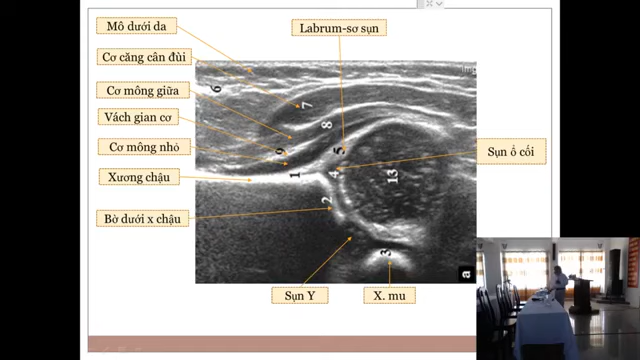 Mô dưới da
Labrum-sơ sụn
Cơ căng cân đùi
Cơ mông giữa
Vách gian cơ
Cơ mông nhỏ
Xương chậu
Bờ dưới x chậu
Sụn ổ cối
Sụn Y
X. mu
6
7
8
9
5
1
4
13
2
3
a